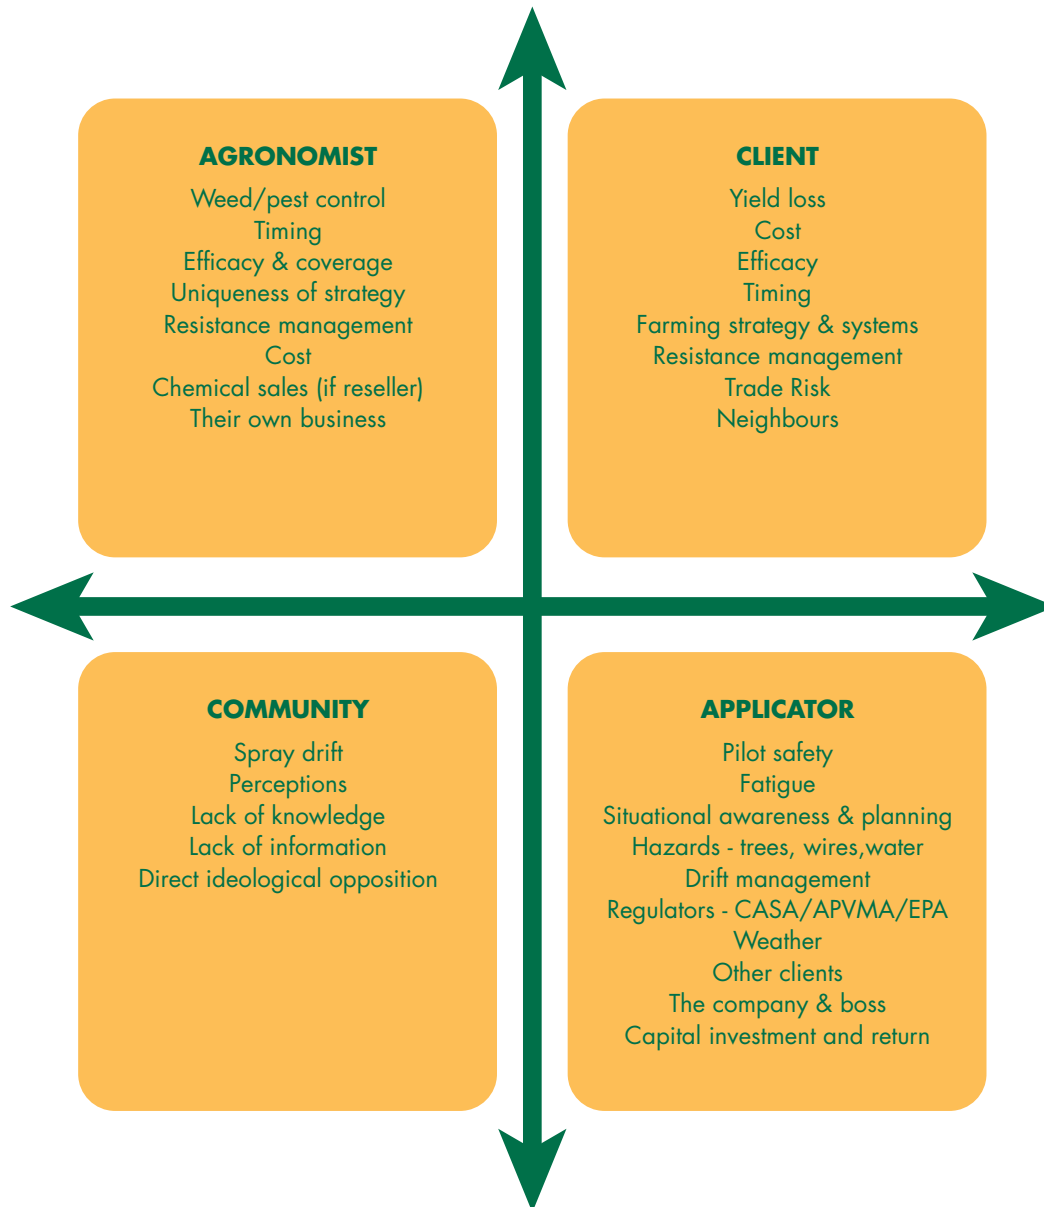 AGRONOMIST
Weed/pest control
Timing
Efficacy & coverage
Uniqueness of strategy
Resistance management
Cost
Chemical sales (if reseller)
Their own business
CLIENT
Yield loss
Cost
Efficacy
Timing
Farming strategy & systems
Resistance management
Trade Risk
Neighbours
COMMUNITY
Spray drift
Perceptions
Lack of knowledge
Lack of information
Direct ideological opposition
APPLICATOR
Pilot safety
Fatigue
Situational awareness & planning
Hazards - trees, wires,water
Drift management
Regulators - CASA/APVMA/EPA
Weather
Other clients
The company & boss
Capital investment and return